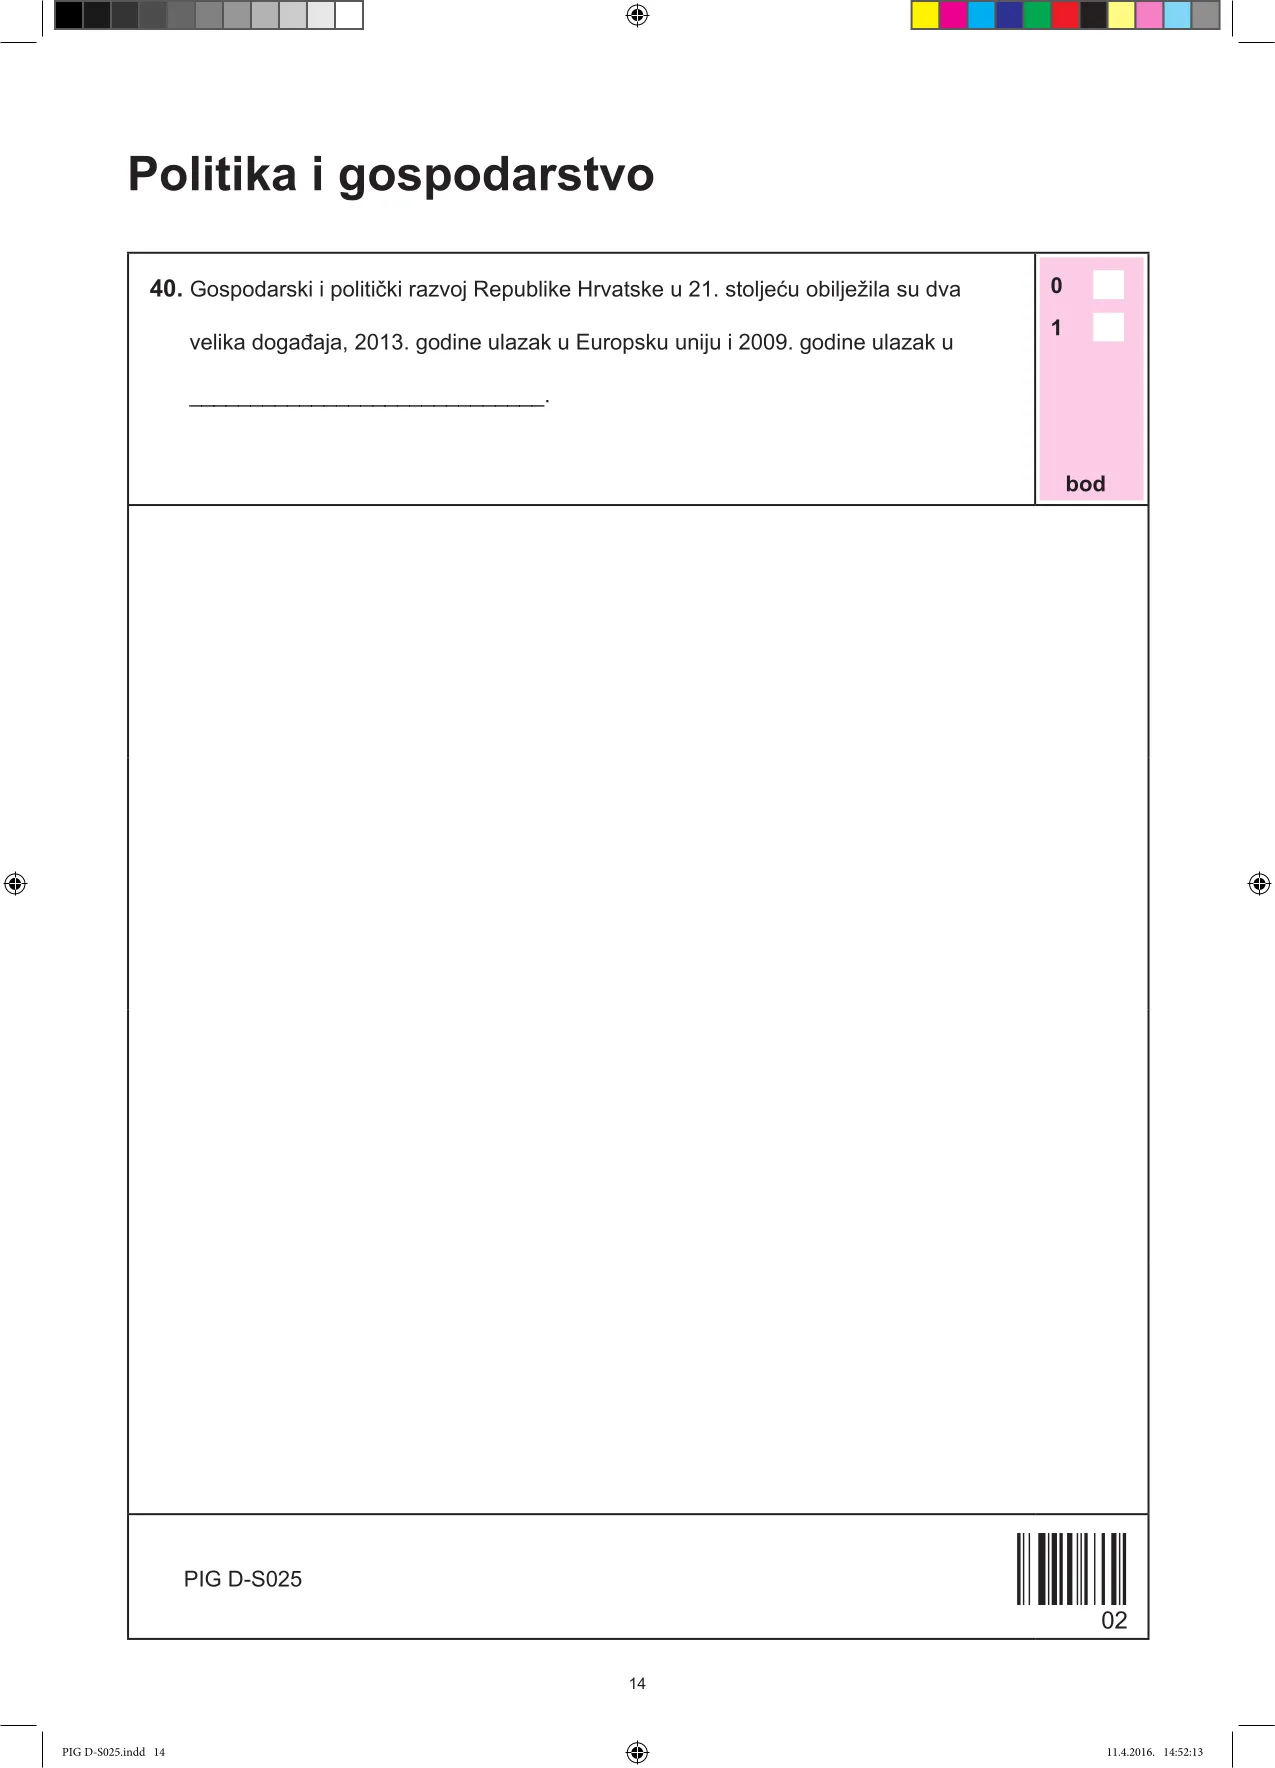 Politika i gospodarstvo
40. Gospodarski i politički razvoj Republike Hrvatske u 21. stoljeću obilježila su dva
velika događaja, 2013. godine ulazak u Europsku uniju i 2009. godine ulazak u
_____________________________.
0
1
bod
PIG D-S025
02
14
PIG D-S025.indd 14
11.4.2016. 14:52:13